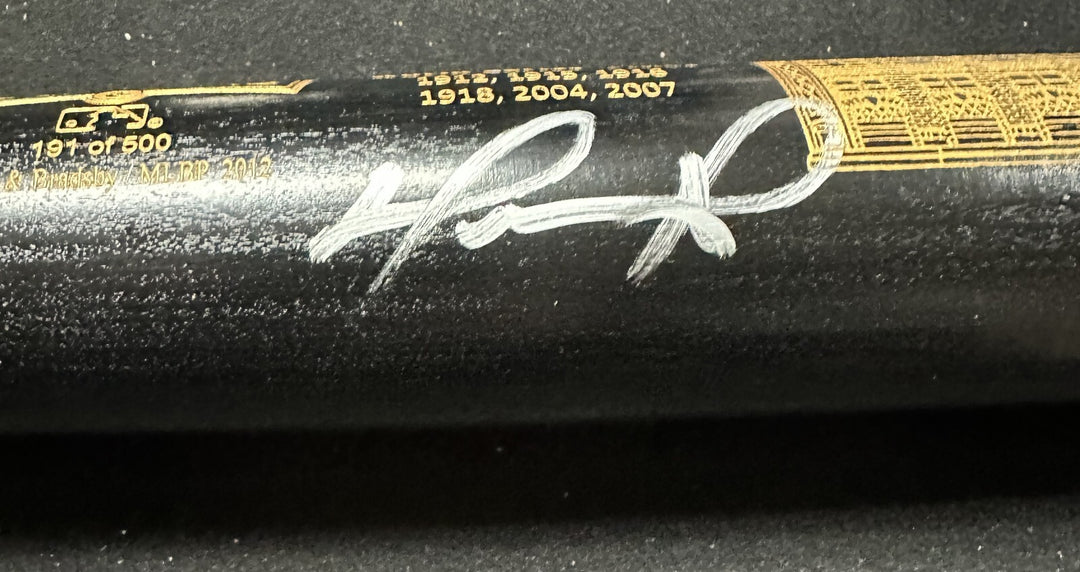 1912, 1915, 1916
1918, 2004, 2007
191 of 500
& Bradsby / MLBP 2012